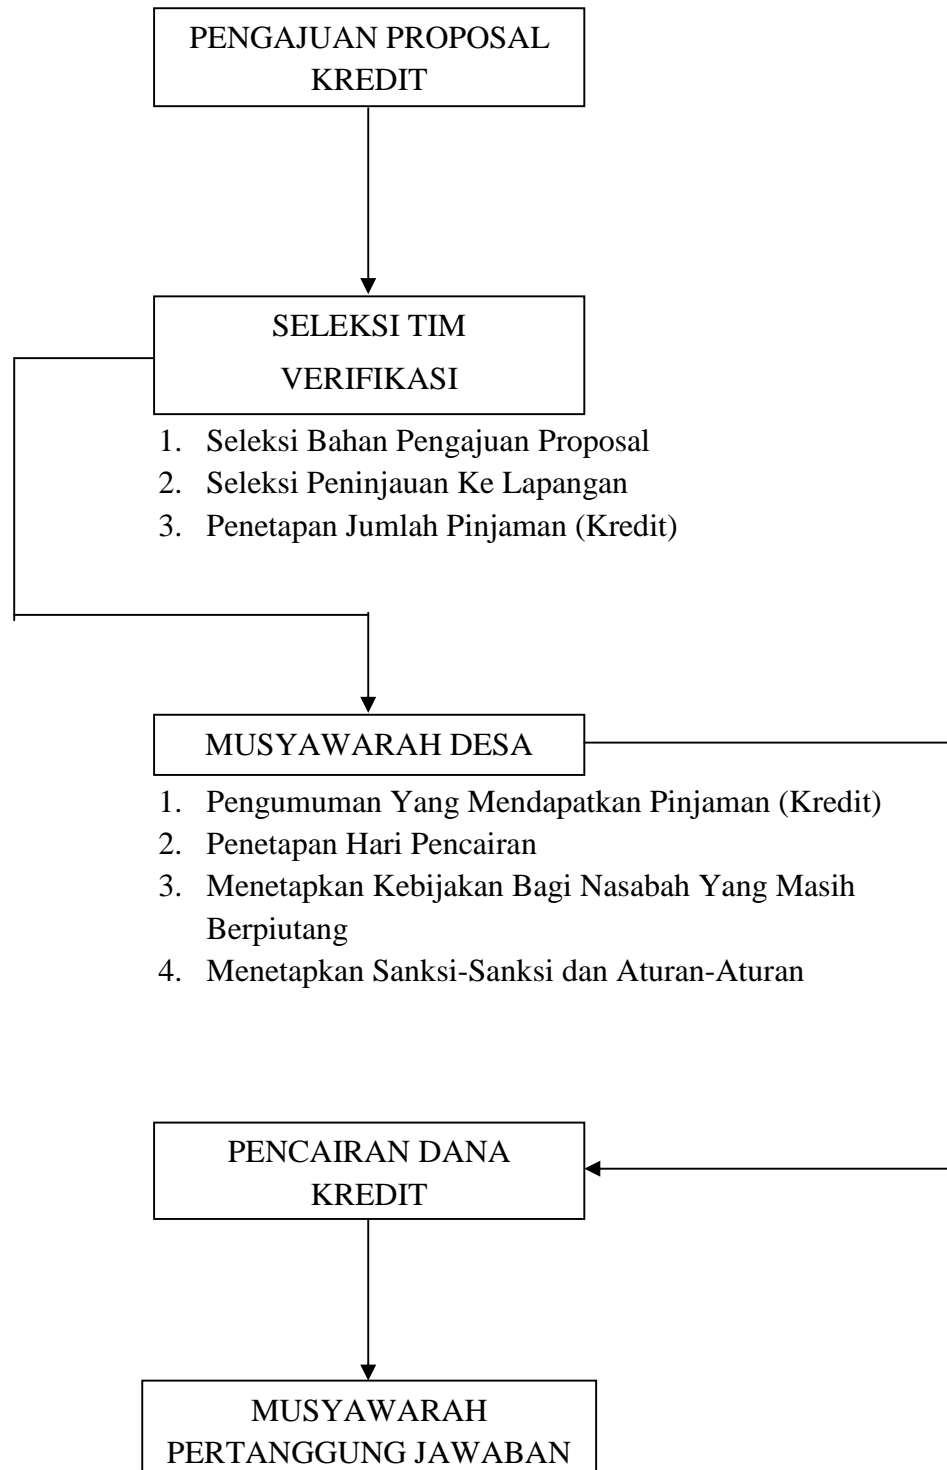 PENGAJUAN PROPOSAL
KREDIT
SELEKSI TIM
VERIFIKASI
1. Seleksi Bahan Pengajuan Proposal
2. Seleksi Peninjauan Ke Lapangan
3. Penetapan Jumlah Pinjaman (Kredit)
MUSYAWARAH DESA
1. Pengumuman Yang Mendapatkan Pinjaman (Kredit)
2. Penetapan Hari Pencairan
3. Menetapkan Kebijakan Bagi Nasabah Yang Masih
Berpiutang
4. Menetapkan Sanksi-Sanksi dan Aturan-Aturan
PENCAIRAN DANA
KREDIT
MUSYAWARAH
PERTANGGUNG JAWABAN